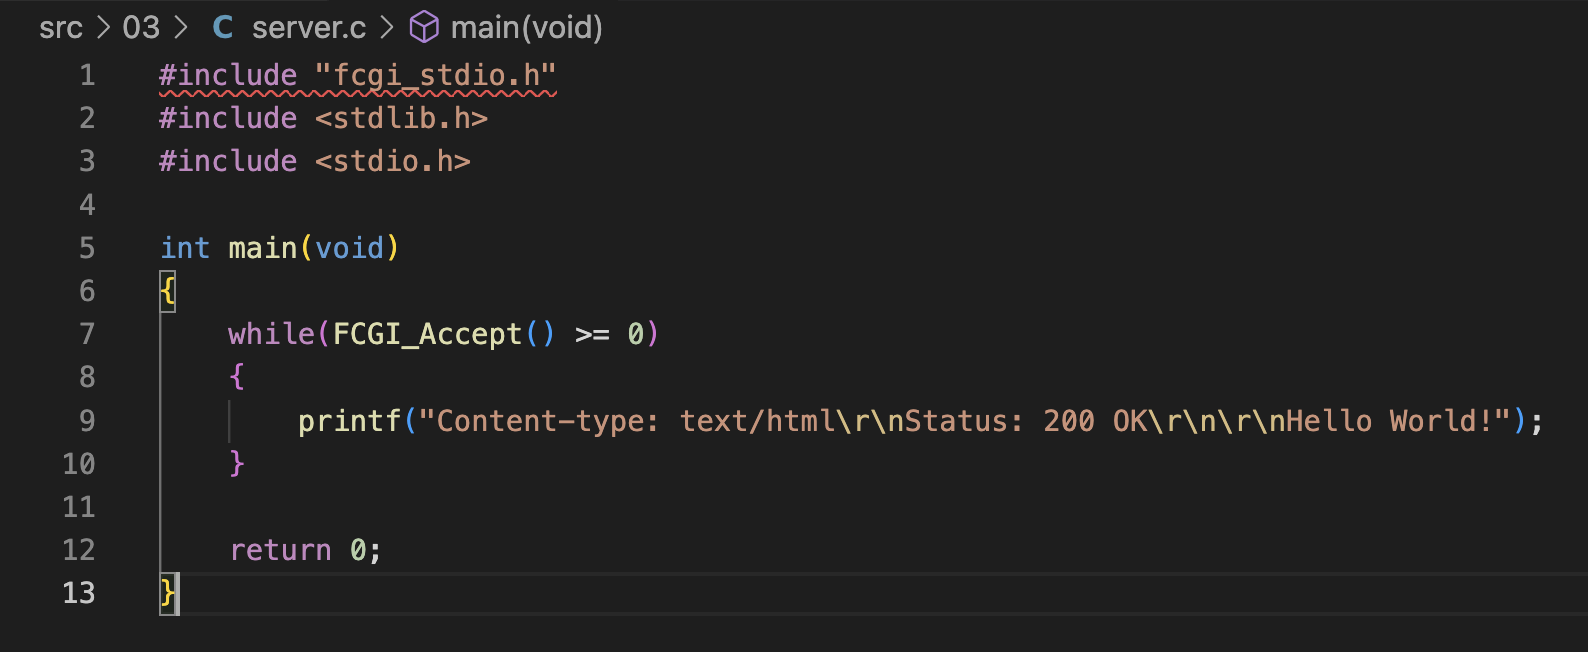 src > 03 > C server.c > main(void)
1 #include "fcgi_stdio.h"
2 #include <stdlib.h>
3 #include <stdio.h>
4
5 int main(void)
6 {
7     while(FCGI_Accept() >= 0)
8     {
9         printf("Content-type: text/html\r\nStatus: 200 OK\r\n\r\nHello World!");
10     }
11
12     return 0;
13 }